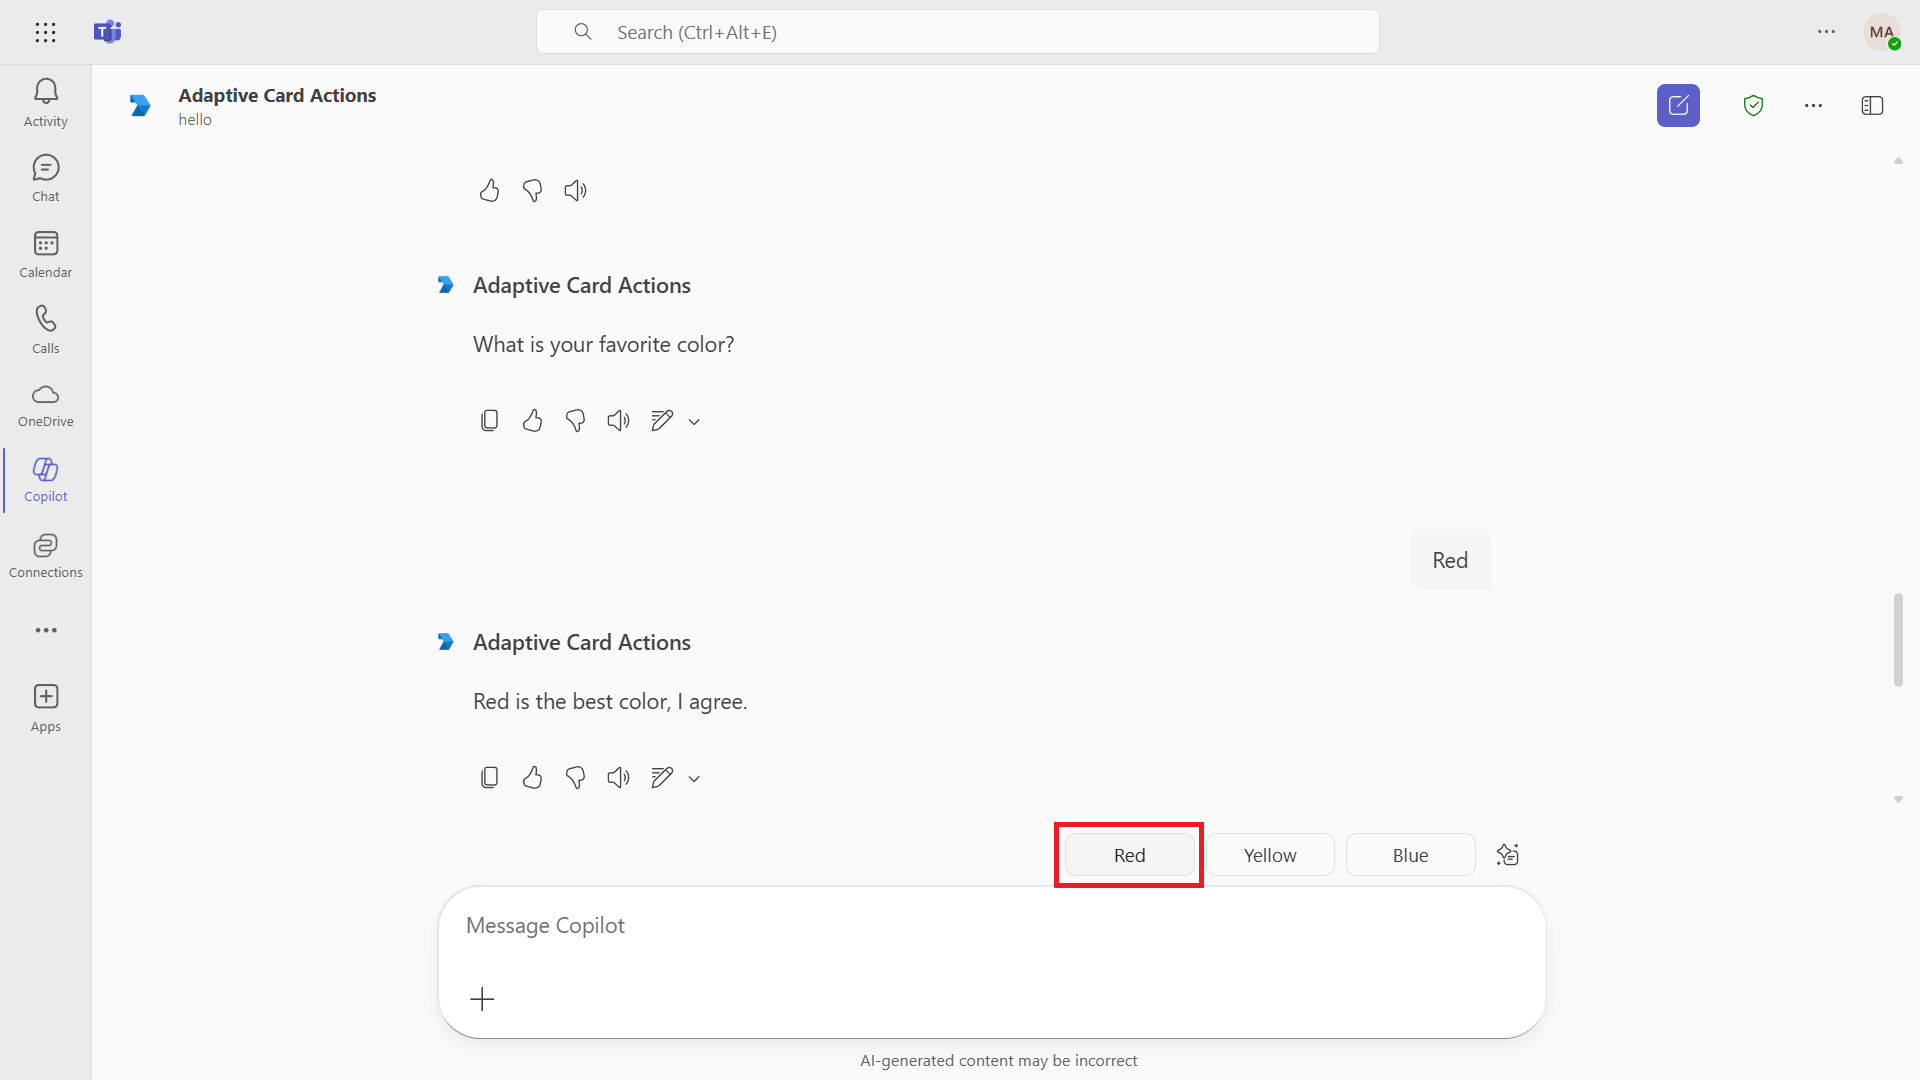 Search (Ctrl+Alt+E)
MA
Activity
Chat
Calendar
Calls
OneDrive
Copilot
Connections
Apps
Adaptive Card Actions
hello
Adaptive Card Actions
What is your favorite color?
Red
Adaptive Card Actions
Red is the best color, I agree.
Red
Yellow
Blue
Message Copilot
AI-generated content may be incorrect